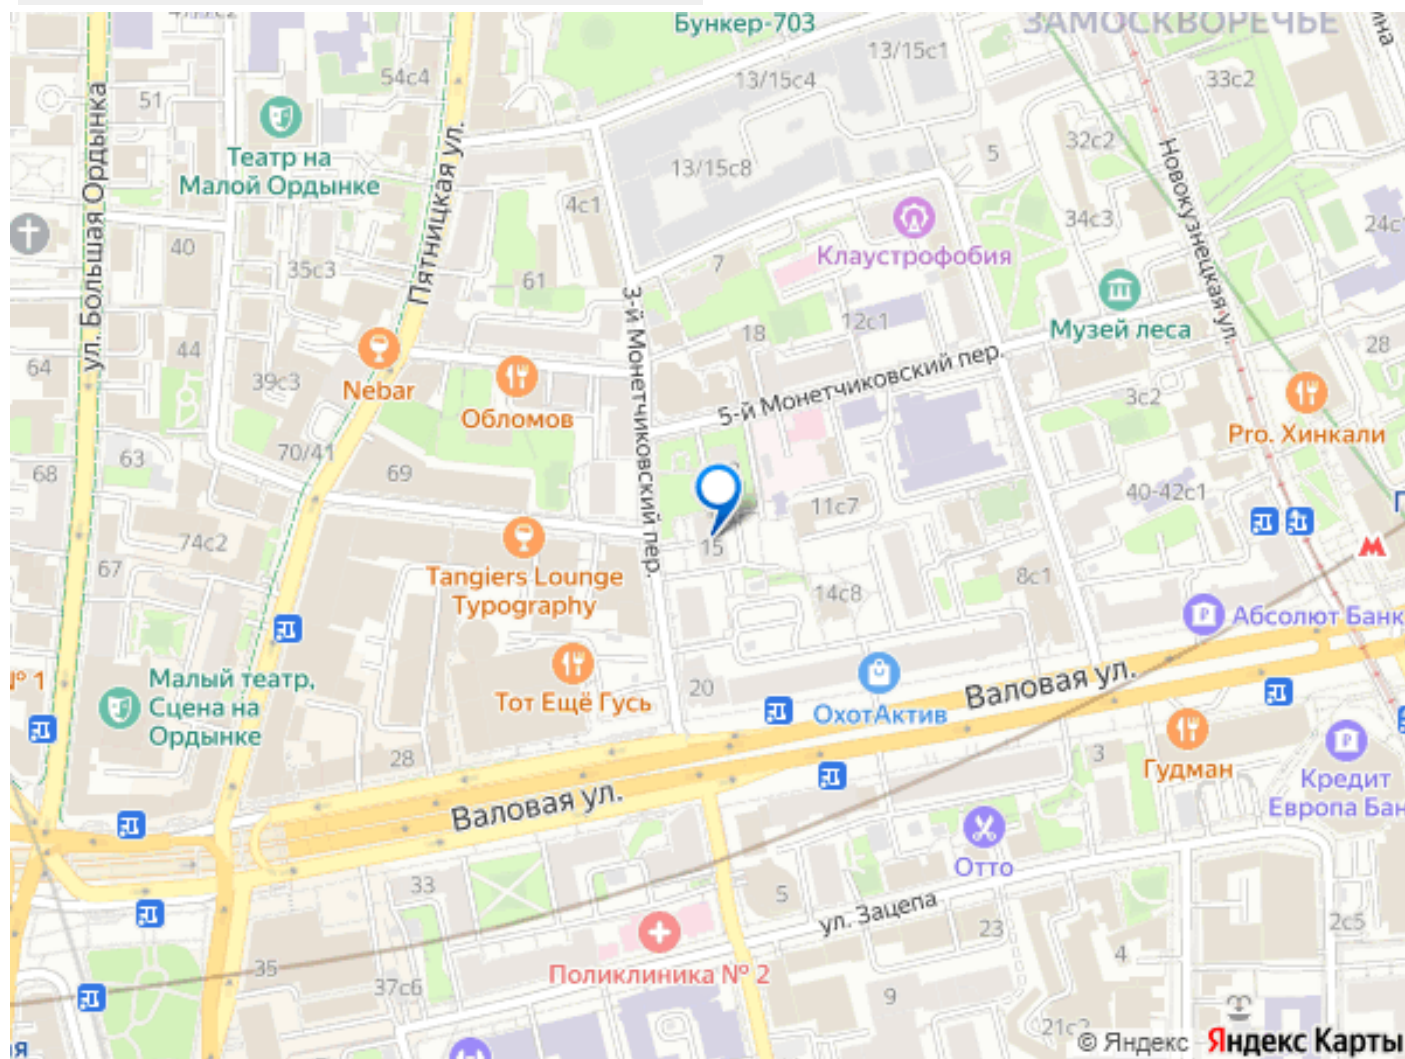 Бункер-703
ЗАМОСКВОРЕЧЬЕ
13/15с1
54с4
13/15с4
33с2
51
ул. Большая Ордынка
Театр на
Малой Ордынке
Пятницкая ул.
13/15с8
5
32с2
Новокузнецкая ул.
4с1
34с3
24с1
40
Клаустрофобия
35с3
7
61
3-й Монетчиковский пер.
Музей леса
12с1
18
44
64
28
39с3
Nebar
Обломов
5-й Монетчиковский пер.
3с2
Pro. Хинкали
70/41
63
68
69
40-42с1
11с7
74с2
15
67
Tangiers Lounge
Typography
8с1
14с8
Абсолют Банк
Малый театр,
Сцена на
Ордынке
№ 1
Тот Ещё Гусь
20
ОхотАктив
Валовая ул.
28
3
Гудман
Кредит
Европа Бан
Валовая ул.
Отто
33
5
ул. Зацепа
23
2с5
35
Поликлиника № 2
4
37с6
9
21с2
© Яндекс Яндекс Карты